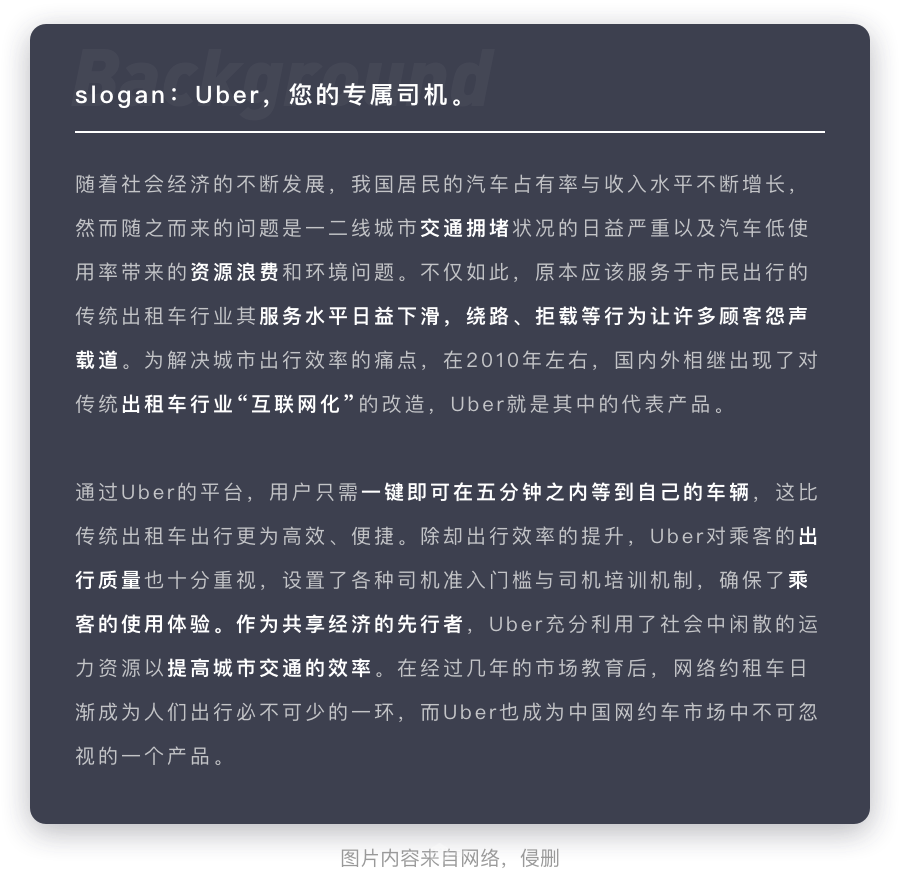 Background
slogan：Uber，您的专属司机。
随着社会经济的不断发展，我国居民的汽车占有率与收入水平不断增长，
然而随之而来的问题是一二线城市交通拥堵状况的日益严重以及汽车低使
用率带来的资源浪费和环境问题。不仅如此，原本应该服务于市民出行的
传统出租车行业其服务水平日益下滑，绕路、拒载等行为让许多顾客怨声
载道。为解决城市出行效率的痛点，在2010年左右，国内外相继出现了对
传统出租车行业“互联网化”的改造，Uber就是其中的代表产品。
通过Uber的平台，用户只需一键即可在五分钟之内等到自己的车辆，这比
传统出租车出行更为高效、便捷。除却出行效率的提升，Uber对乘客的出
行质量也十分重视，设置了各种司机准入门槛与司机培训机制，确保了乘
客的使用体验。作为共享经济的先行者，Uber充分利用了社会中闲散的运
力资源以提高城市交通的效率。在经过几年的市场教育后，网络约租车日
渐成为人们出行必不可少的一环，而Uber也成为中国网约车市场中不可忽
视的一个产品。
图片内容来自网络，侵删